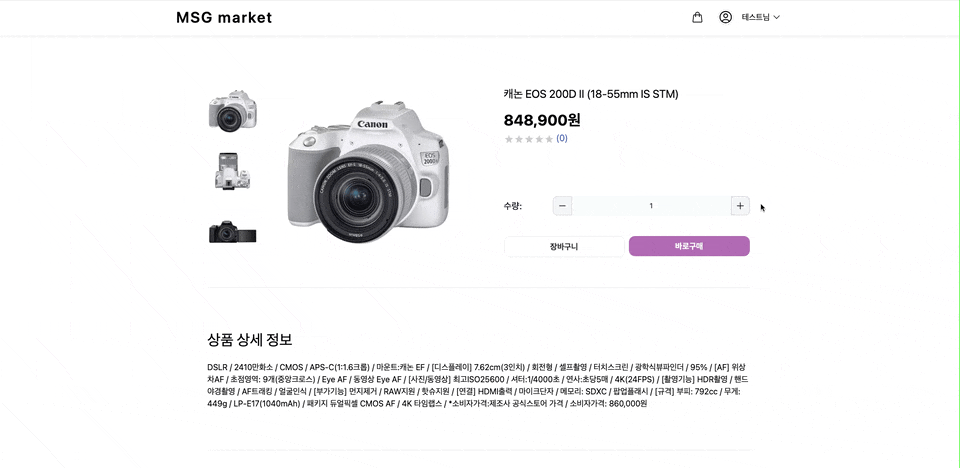 MSG market
테스트님
캐논 EOS 200D II (18-55mm IS STM)
848,900원
(0)
Canon
EOS
200D
수량:
1
장바구니
바로구매
상품 상세 정보
DSLR / 2410만화소 / CMOS / APS-C(1:1.6크롭) / 마운트:캐논 EF / [디스플레이] 7.62cm(3인치) / 회전형 / 셀프촬영 / 터치스크린 / 광학식뷰파인더 / 95% / [AF] 위상
차AF / 초점영역: 9개(중앙크로스) / Eye AF / 동영상 Eye AF / [사진/동영상] 최고ISO25600 / 셔터:1/4000초 / 연사:초당5매 / 4K(24FPS) / [촬영기능] HDR촬영 / 핸드
야경촬영 / AF트래킹 / 얼굴인식 / [부가기능] 먼지제거 / RAW지원 / 핫슈지원 / [연결] HDMI출력 / 마이크단자 / 메모리: SDXC / 팝업플래시 / [규격] 부피: 792cc / 무게:
449g / LP-E17(1040mAh) / 패키지 듀얼픽셀 CMOS AF / 4K 타임랩스 / *소비자가격:제조사 공식스토어 가격 / 소비자가격: 860,000원